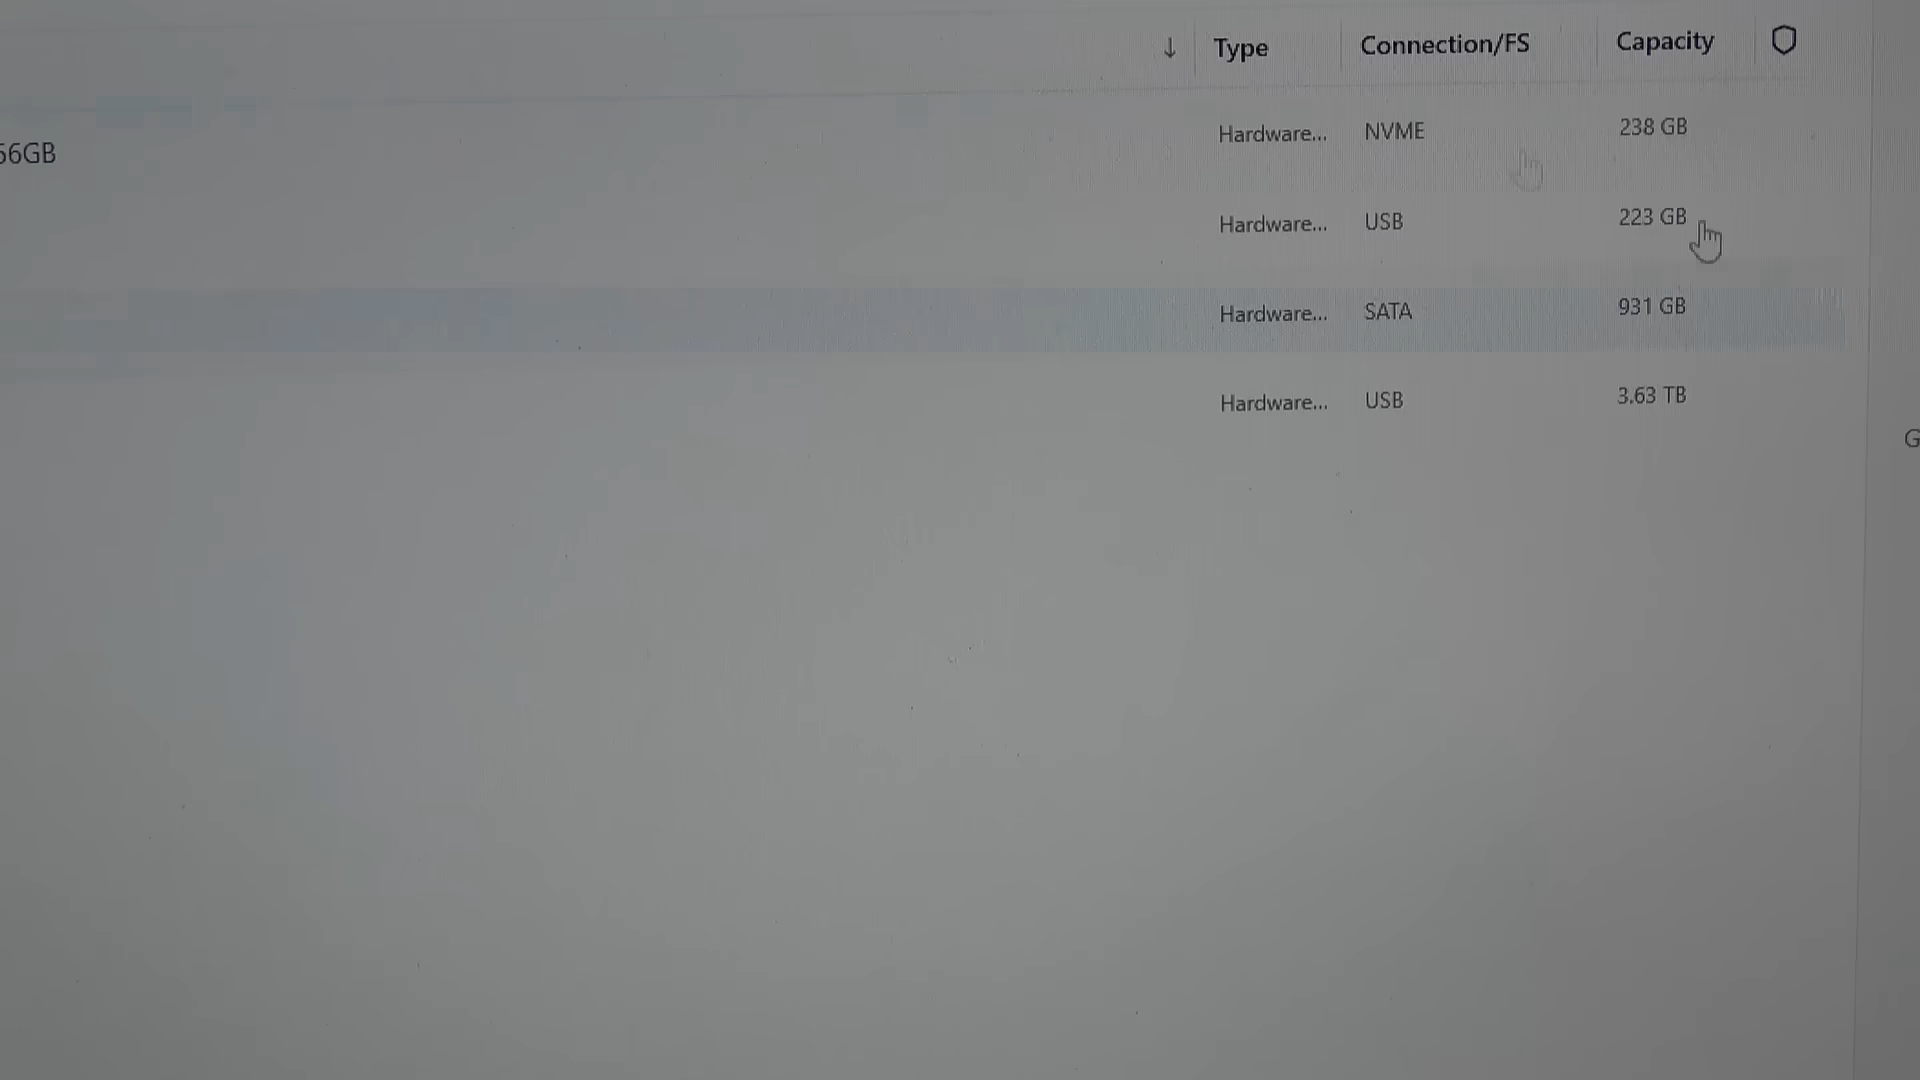 Type Connection/FS Capacity
56GB Hardware... NVME 238 GB
Hardware... USB 223 GB
Hardware... SATA 931 GB
Hardware... USB 3.63 TB
G